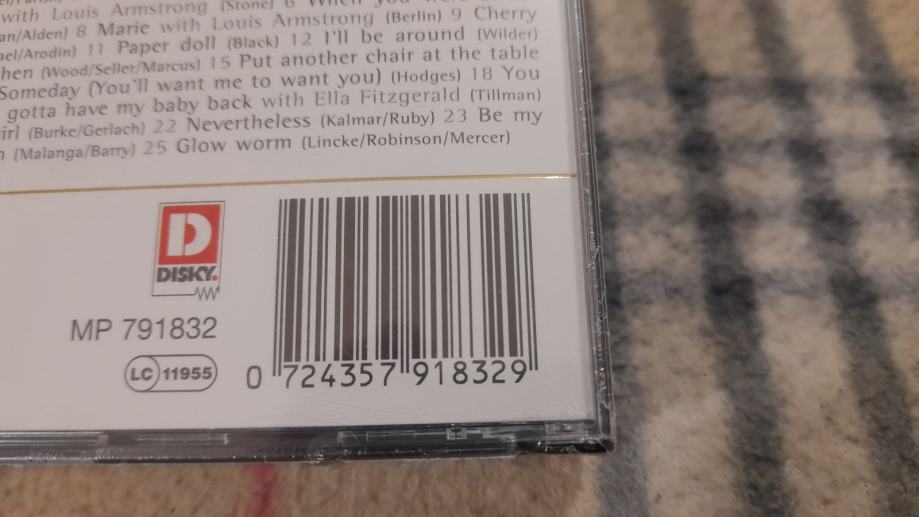 with Louis Armstrong (Stone) 6 When you were
an/Alden) 8 Marie with Louis Armstrong (Berlin) 9 Cherry
ael/Arodin) 11 Paper doll (Black) 12 I'll be around (Wilder)
hen (Wood/Seller/Marcus) 15 Put another chair at the table
Someday (You'll want me to want you) (Hodges) 18 You
gotta have my baby back with Ella Fitzgerald (Tillman)
irl (Burke/Gerlach) 22 Nevertheless (Kalmar/Ruby) 23 Be my
(Malanga/Barry) 25 Glow worm (Lincke/Robinson/Mercer)
D
DISKY.
MP 791832
LC 11955
0 724357 918329